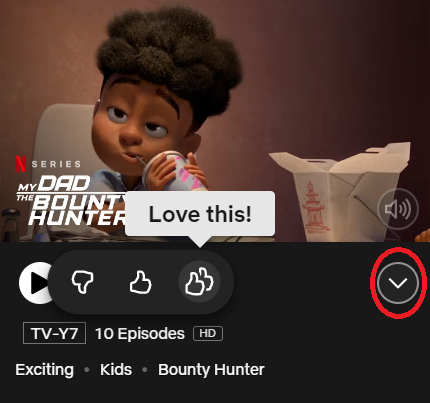 N SERIES
MY DAD
THE BOUNTY
HUNTER
Love this!
TV-Y7 10 Episodes HD
Exciting • Kids • Bounty Hunter